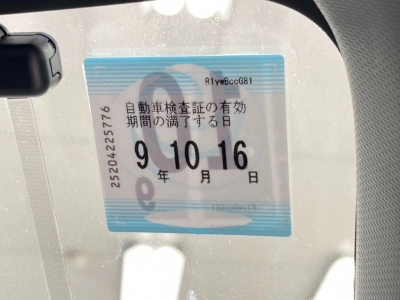 R1yw6ccG81
自動車検査証の有効
期間の満了する日
9 10 16
年 月 日
25204225776